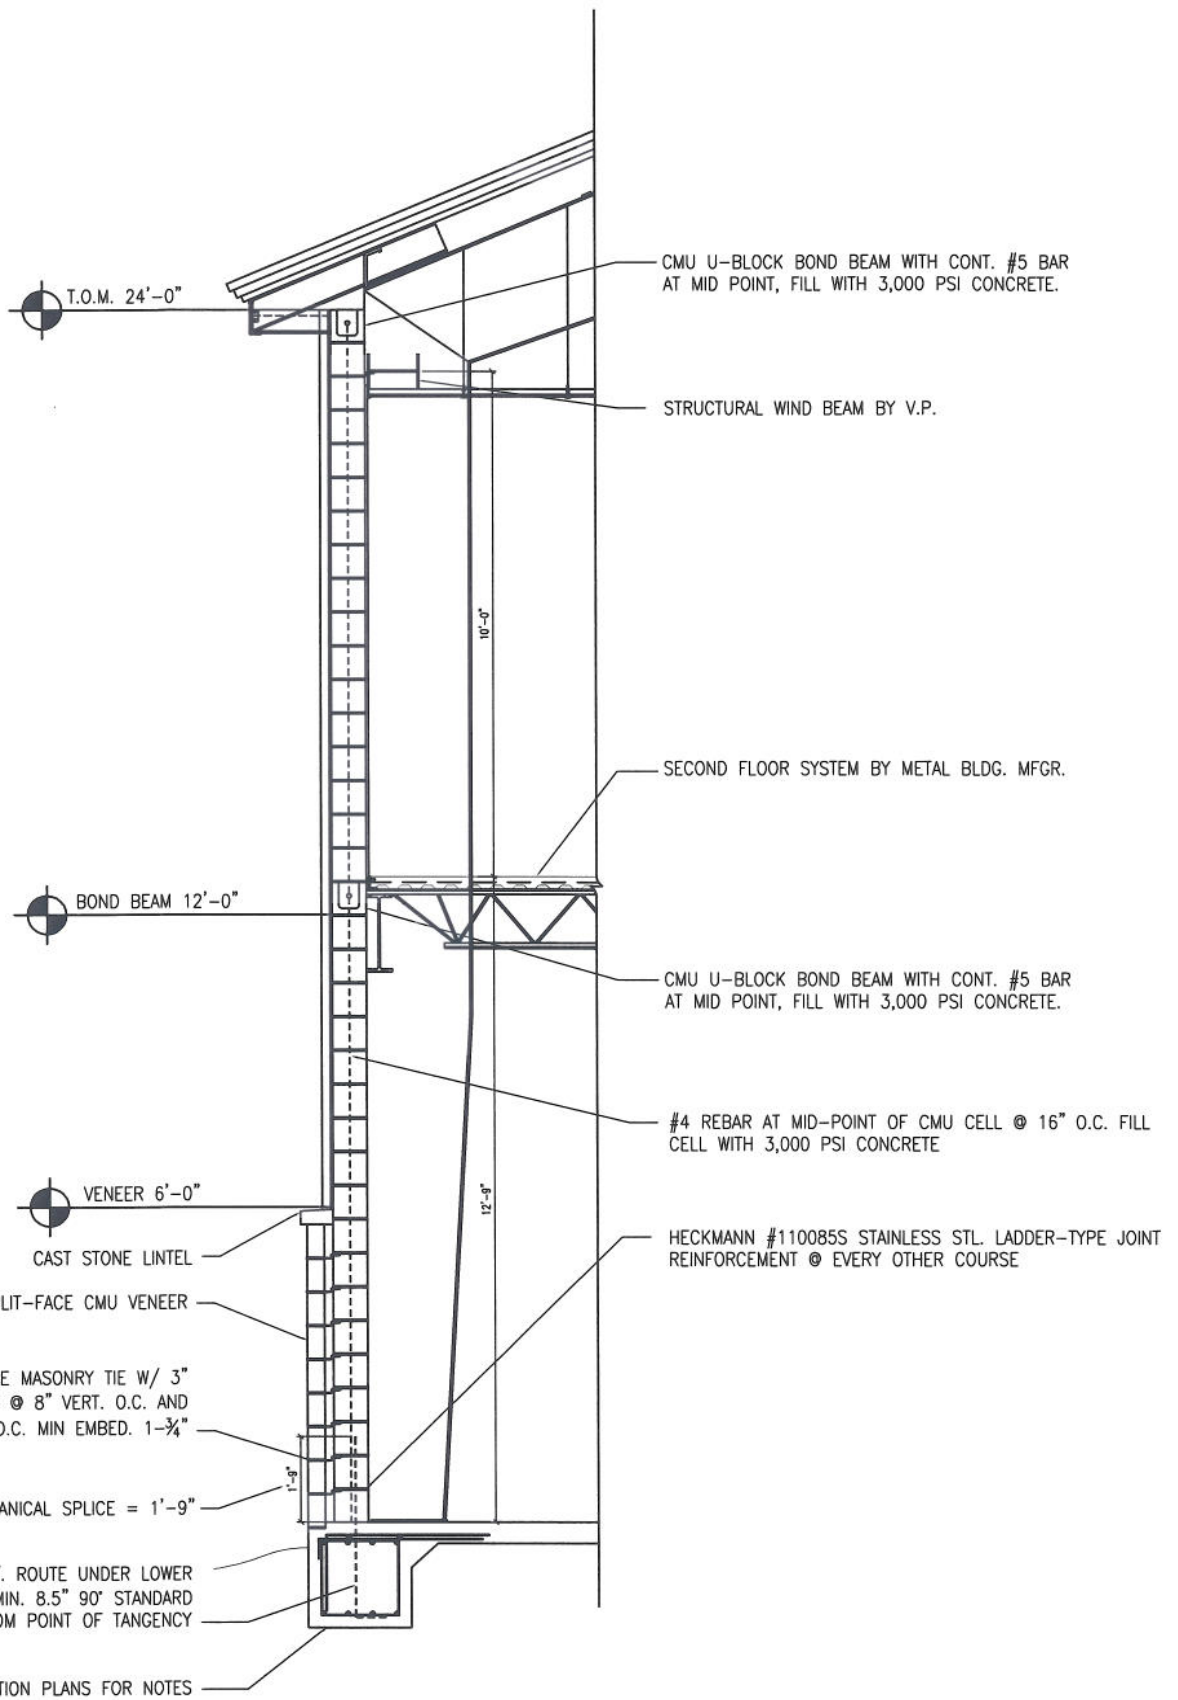 T.O.M. 24'-0"
CMU U-BLOCK BOND BEAM WITH CONT. #5 BAR
AT MID POINT, FILL WITH 3,000 PSI CONCRETE.
STRUCTURAL WIND BEAM BY V.P.
10'-0"
SECOND FLOOR SYSTEM BY METAL BLDG. MFGR.
BOND BEAM 12'-0"
CMU U-BLOCK BOND BEAM WITH CONT. #5 BAR
AT MID POINT, FILL WITH 3,000 PSI CONCRETE.
#4 REBAR AT MID-POINT OF CMU CELL @ 16" O.C. FILL
CELL WITH 3,000 PSI CONCRETE
VENEER 6'-0"
12'-9"
CAST STONE LINTEL
HECKMANN #110085S STAINLESS STL. LADDER-TYPE JOINT
REINFORCEMENT @ EVERY OTHER COURSE
LIT-FACE CMU VENEER
E MASONRY TIE W/ 3"
@ 8" VERT. O.C. AND
O.C. MIN EMBED. 1-¾"
1'-9"
ANICAL SPLICE = 1'-9"
. ROUTE UNDER LOWER
MIN. 8.5" 90° STANDARD
OM POINT OF TANGENCY
TION PLANS FOR NOTES